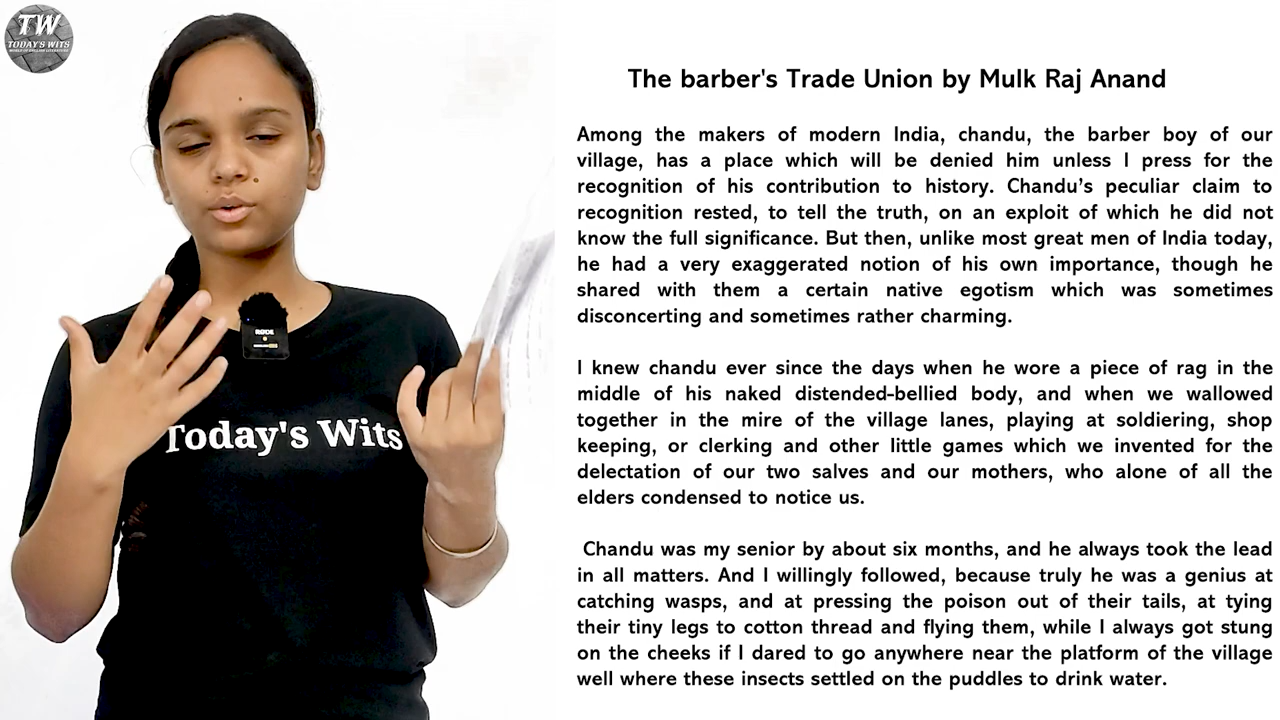 TW
TODAY'S WITS
WORLD OF ENGLISH LITERATURE
RØDE
Today's Wits
The barber's Trade Union by Mulk Raj Anand
Among the makers of modern India, chandu, the barber boy of our
village, has a place which will be denied him unless I press for the
recognition of his contribution to history. Chandu's peculiar claim to
recognition rested, to tell the truth, on an exploit of which he did not
know the full significance. But then, unlike most great men of India today,
he had a very exaggerated notion of his own importance, though he
shared with them a certain native egotism which was sometimes
disconcerting and sometimes rather charming.
I knew chandu ever since the days when he wore a piece of rag in the
middle of his naked distended-bellied body, and when we wallowed
together in the mire of the village lanes, playing at soldiering, shop
keeping, or clerking and other little games which we invented for the
delectation of our two salves and our mothers, who alone of all the
elders condensed to notice us.
Chandu was my senior by about six months, and he always took the lead
in all matters. And I willingly followed, because truly he was a genius at
catching wasps, and at pressing the poison out of their tails, at tying
their tiny legs to cotton thread and flying them, while I always got stung
on the cheeks if I dared to go anywhere near the platform of the village
well where these insects settled on the puddles to drink water.